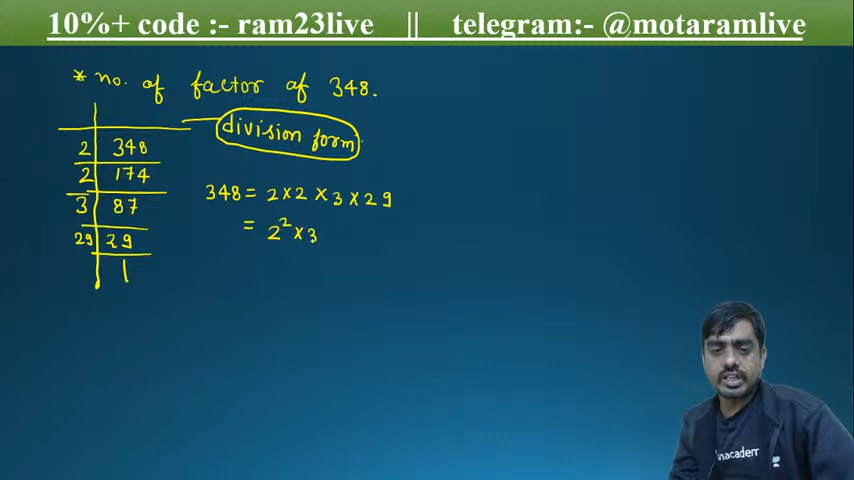 10%+ code :- ram23live || telegram:- @motaramlive
* no. of factor of 348.
division form
2 348
2 174
3 87
29 29
1
348 = 2 x 2 x 3 x 29
= 2² x 3
unacadem